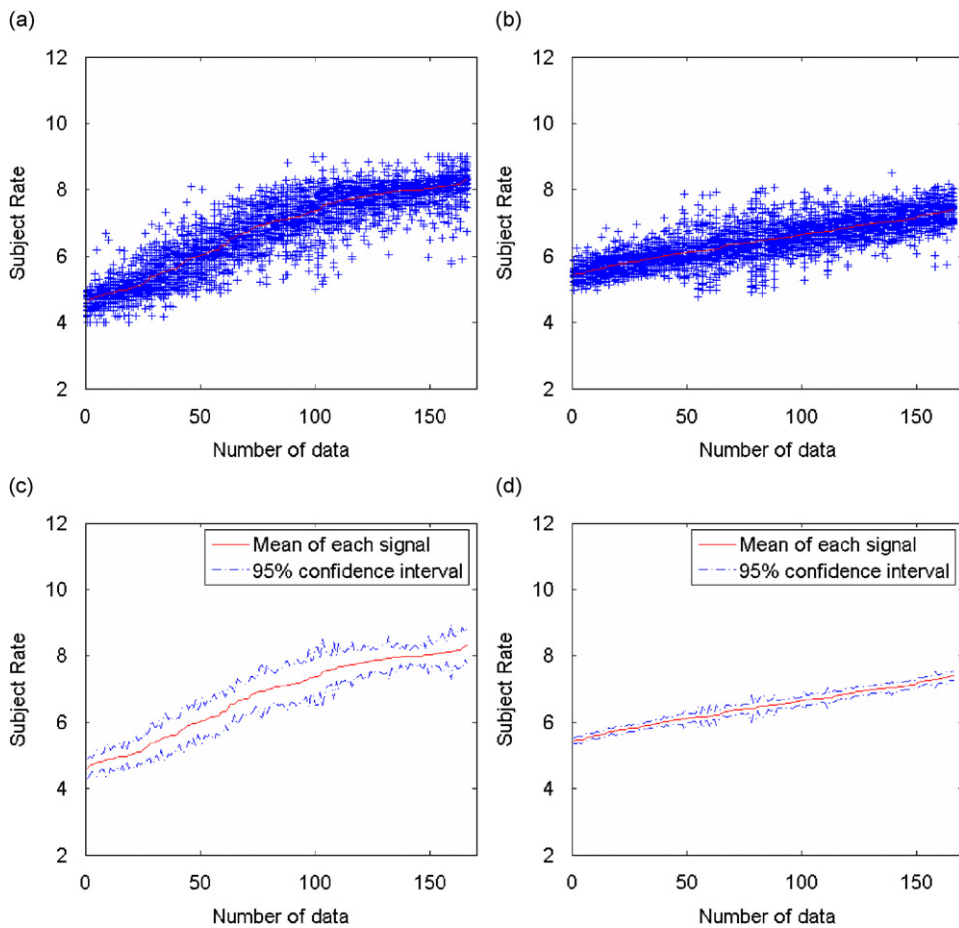 (a)
12
10
8
6
4
2
Subject Rate
0 50 100 150
Number of data
(b)
12
10
8
6
4
2
Subject Rate
0 50 100 150
Number of data
(c)
12
10
8
6
4
2
Subject Rate
Mean of each signal
95% confidence interval
0 50 100 150
Number of data
(d)
12
10
8
6
4
2
Subject Rate
Mean of each signal
95% confidence interval
0 50 100 150
Number of data